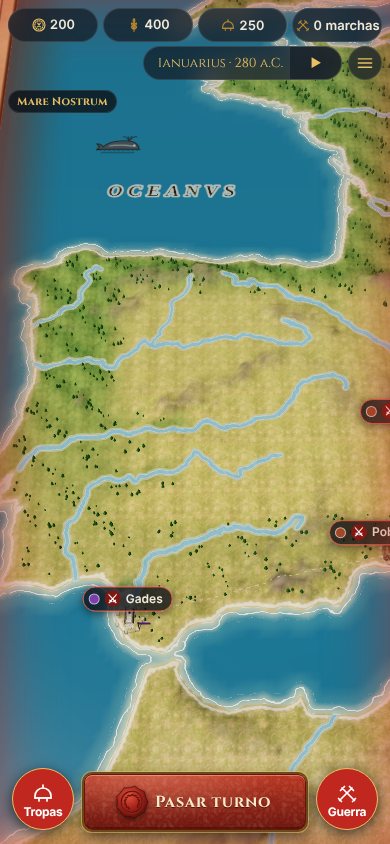 200
400
250
0 marchas
Ianuarius · 280 a.C.
Mare Nostrum
OCEANVS
Gades
Tropas
Pasar turno
Guerra